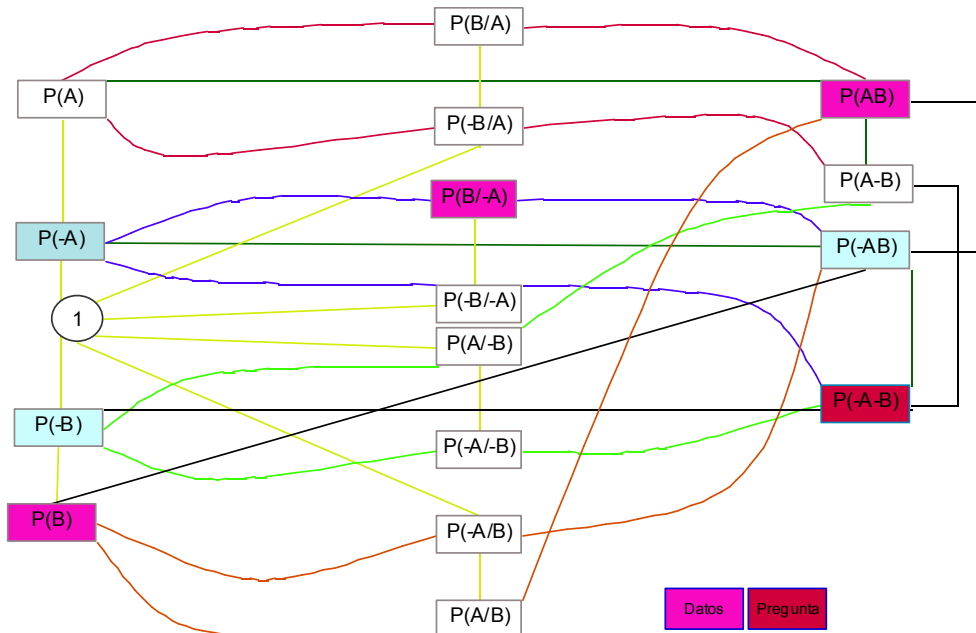 P(B/A)
P(A)
P(AB)
P(-B/A)
P(A-B)
P(B/-A)
P(-A)
P(-AB)
P(-B/-A)
1
P(A/-B)
P(-A-B)
P(-B)
P(-A/-B)
P(B)
P(-A/B)
P(A/B)
Datos
Pregunta